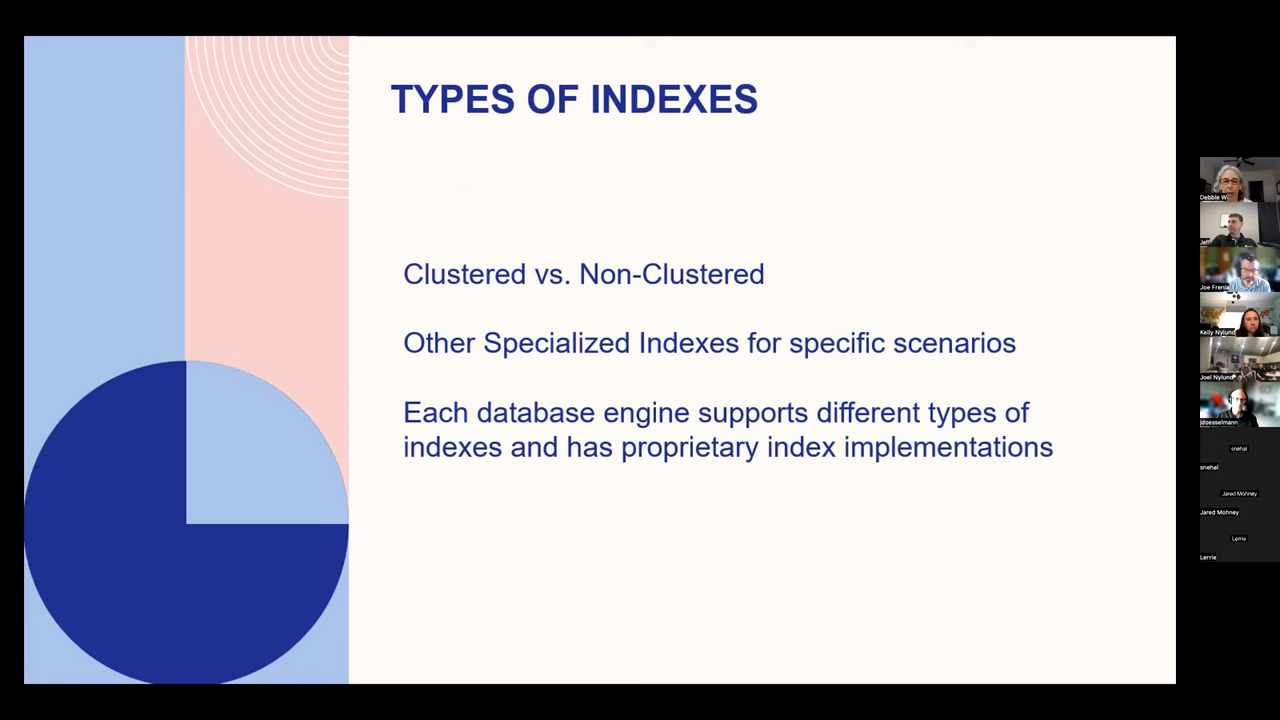 TYPES OF INDEXES
Clustered vs. Non-Clustered
Other Specialized Indexes for specific scenarios
Each database engine supports different types of
indexes and has proprietary index implementations
Debbie W
Jeff
Joe Frenia
Kelly Nylund
Joel Nylund
jdoesselmann
snehal
snehal
Jared Mohney
Jared Mohney
Lerrie
Lerrie